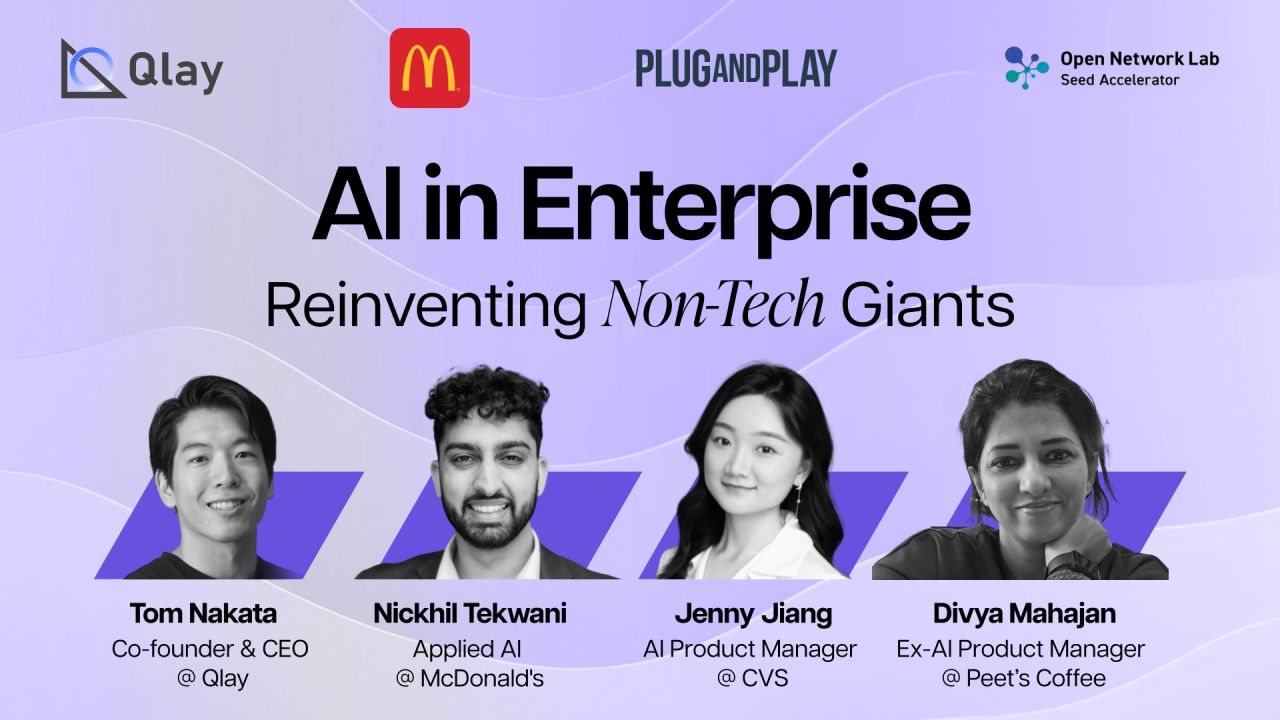 Qlay
PLUGANDPLAY
Open Network Lab
Seed Accelerator
AI in Enterprise
Reinventing Non-Tech Giants
Tom Nakata
Co-founder & CEO
@ Qlay
Nickhil Tekwani
Applied AI
@ McDonald's
Jenny Jiang
AI Product Manager
@ CVS
Divya Mahajan
Ex-AI Product Manager
@ Peet’s Coffee